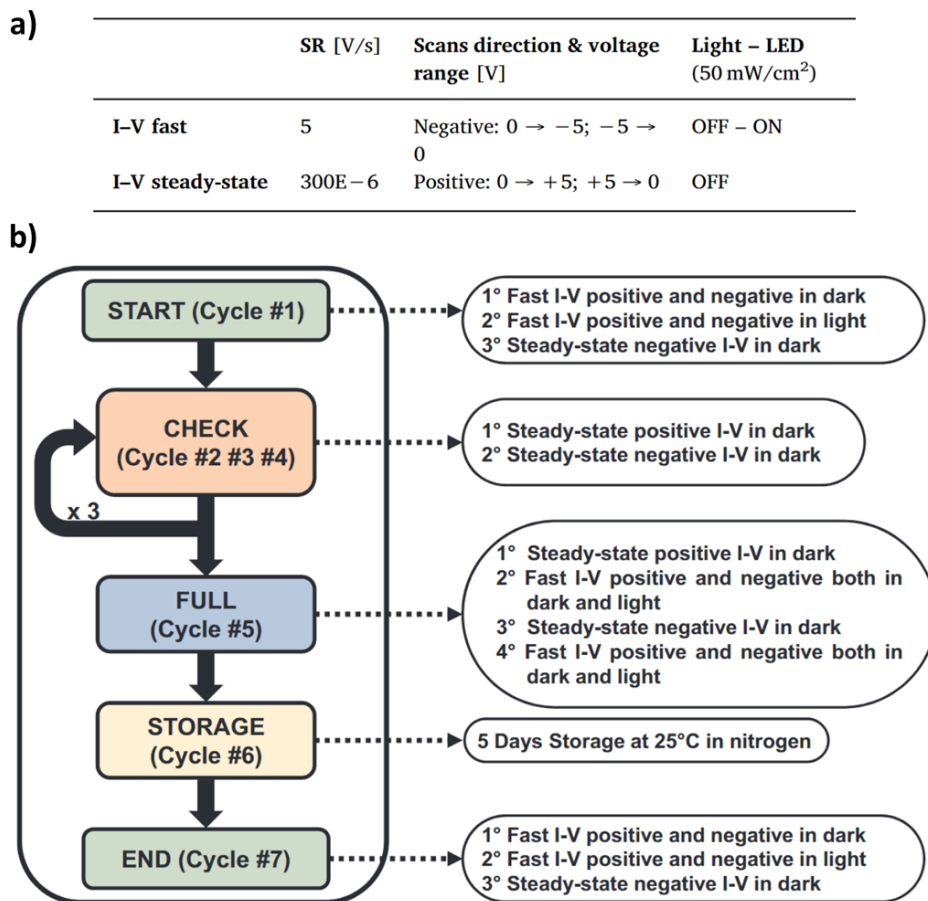 a)
SR [V/s] Scans direction & voltage Light – LED
range [V] (50 mW/cm²)
I–V fast 5 Negative: 0 → −5; −5 → OFF – ON
0
I–V steady-state 300E−6 Positive: 0 → +5; +5 → 0 OFF
b)
START (Cycle #1)
1° Fast I-V positive and negative in dark
2° Fast I-V positive and negative in light
3° Steady-state negative I-V in dark
CHECK
(Cycle #2 #3 #4)
x 3
1° Steady-state positive I-V in dark
2° Steady-state negative I-V in dark
FULL
(Cycle #5)
1° Steady-state positive I-V in dark
2° Fast I-V positive and negative both in
dark and light
3° Steady-state negative I-V in dark
4° Fast I-V positive and negative both in
dark and light
STORAGE
(Cycle #6)
5 Days Storage at 25°C in nitrogen
END (Cycle #7)
1° Fast I-V positive and negative in dark
2° Fast I-V positive and negative in light
3° Steady-state negative I-V in dark